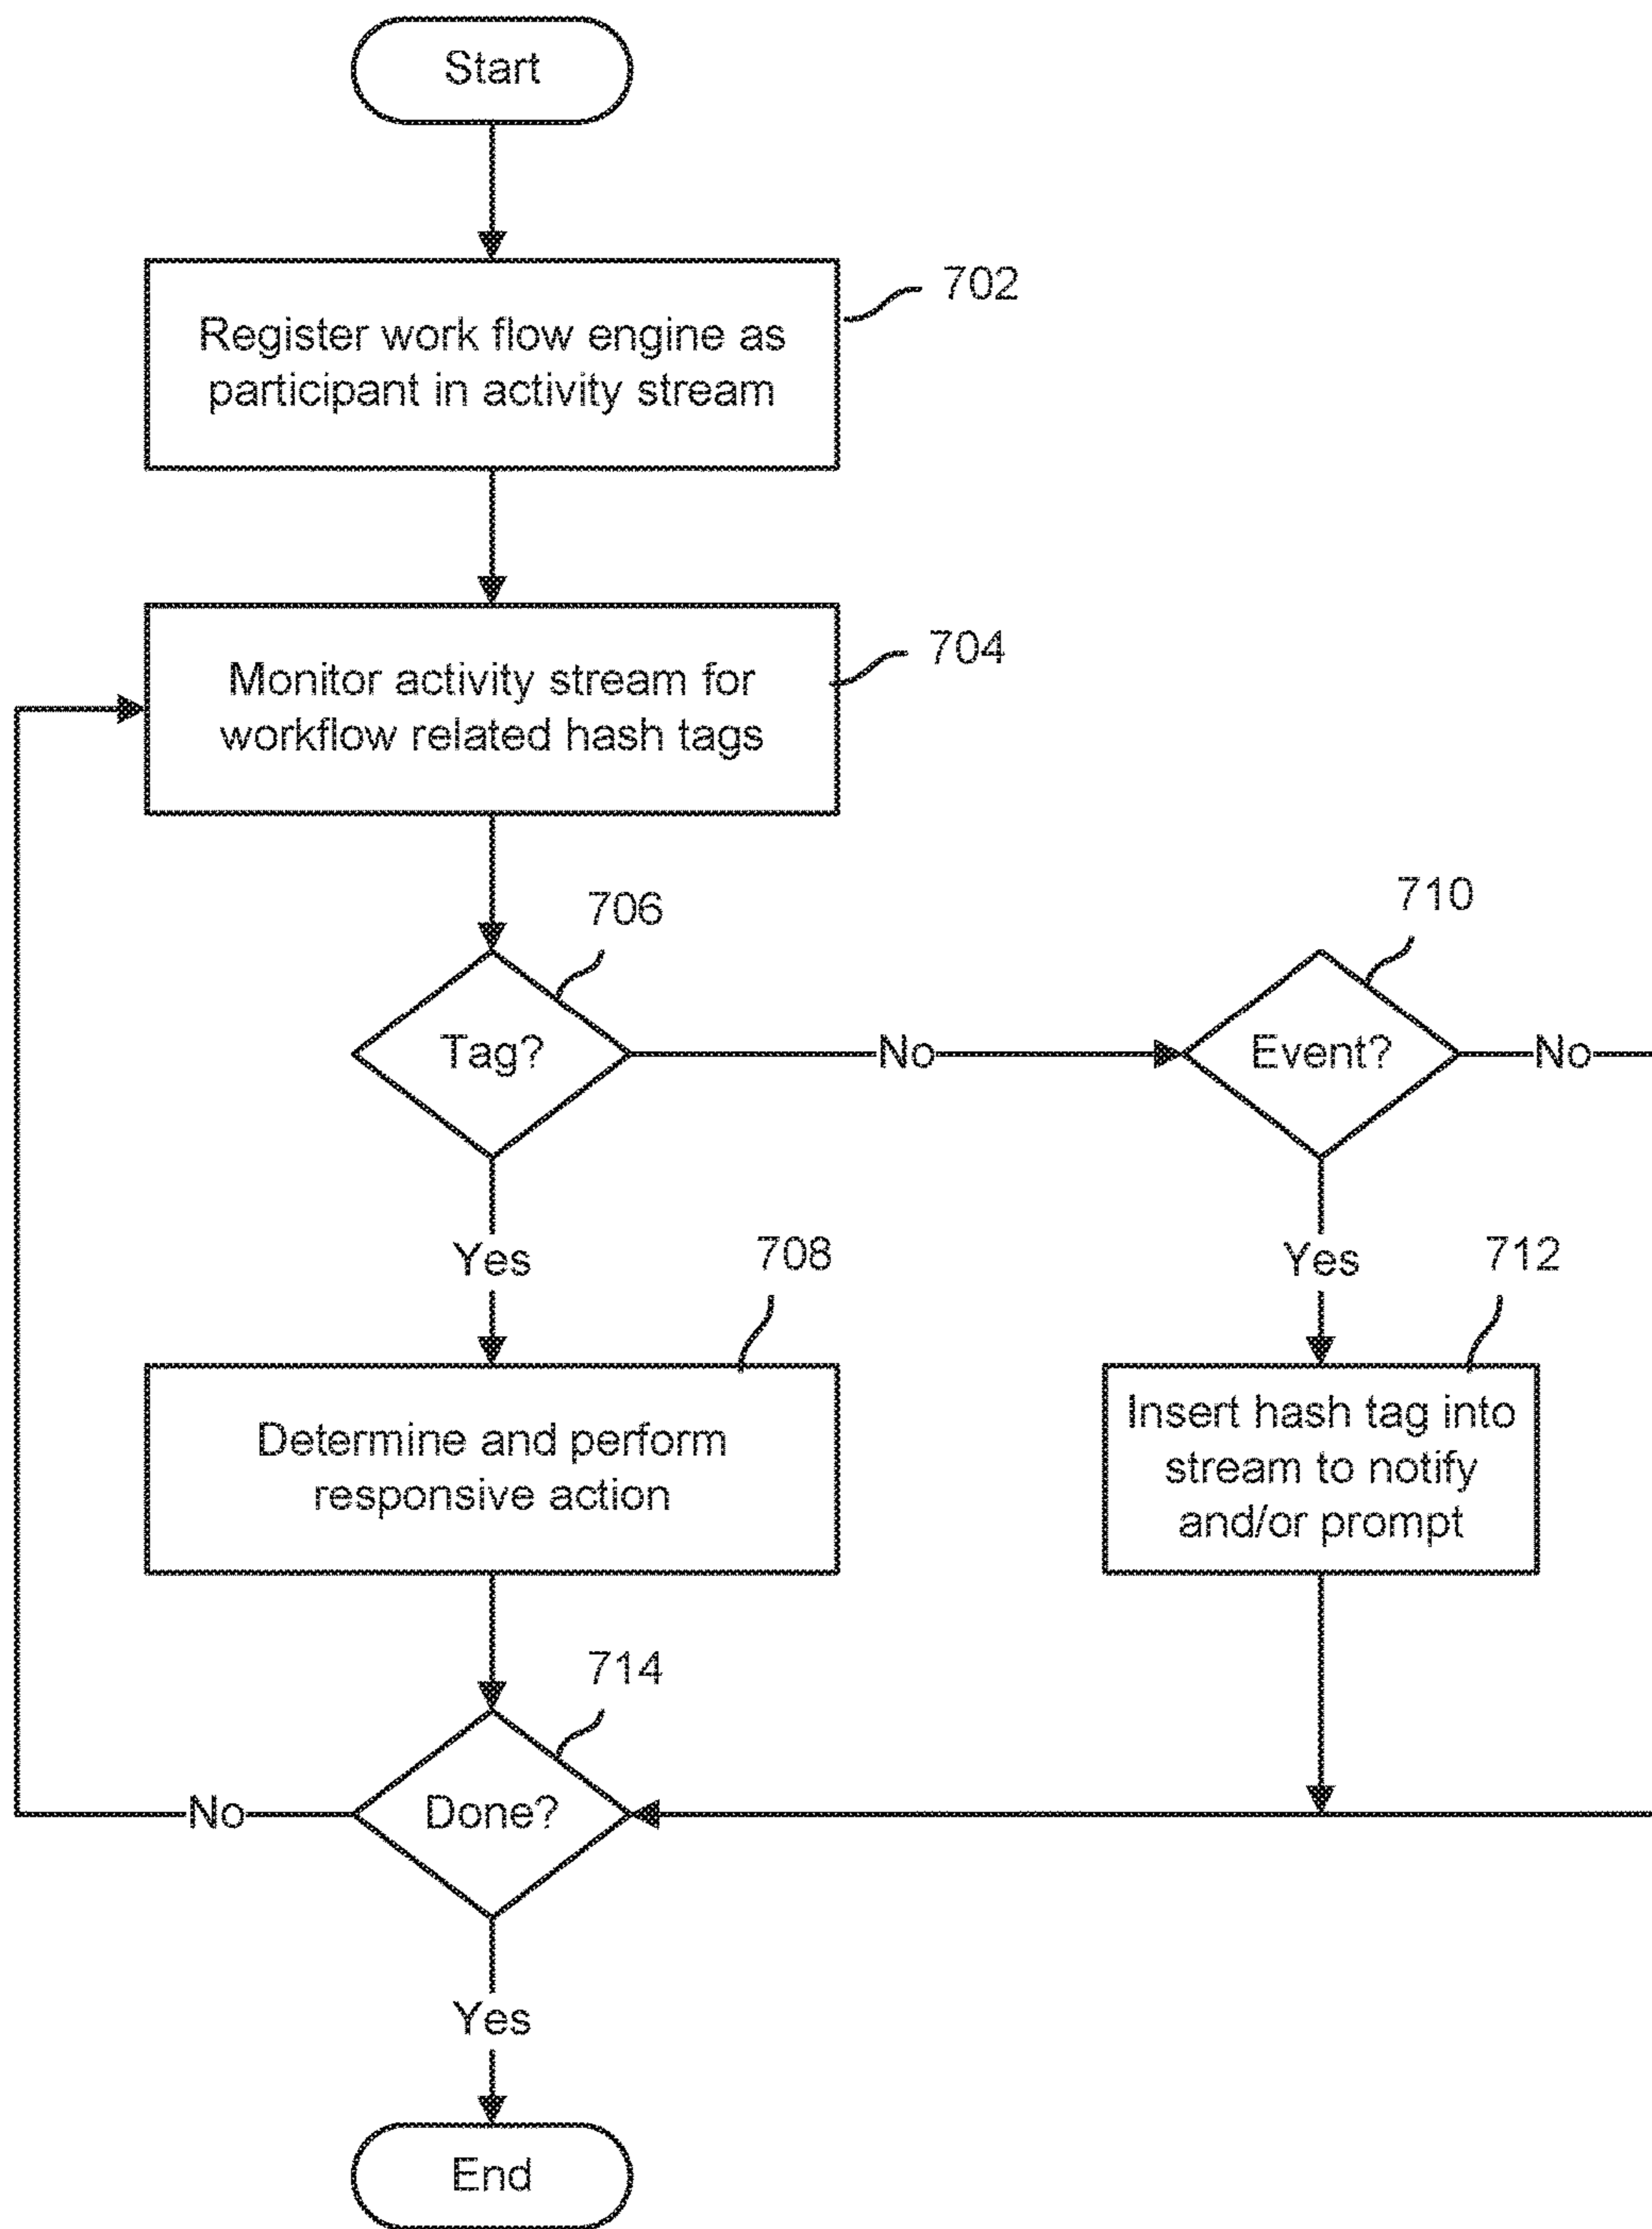 Start
702
Register work flow engine as
participant in activity stream
704
Monitor activity stream for
workflow related hash tags
706
710
Tag?
No
Event?
No
Yes
708
Yes
712
Determine and perform
responsive action
Insert hash tag into
stream to notify
and/or prompt
714
No
Done?
Yes
End